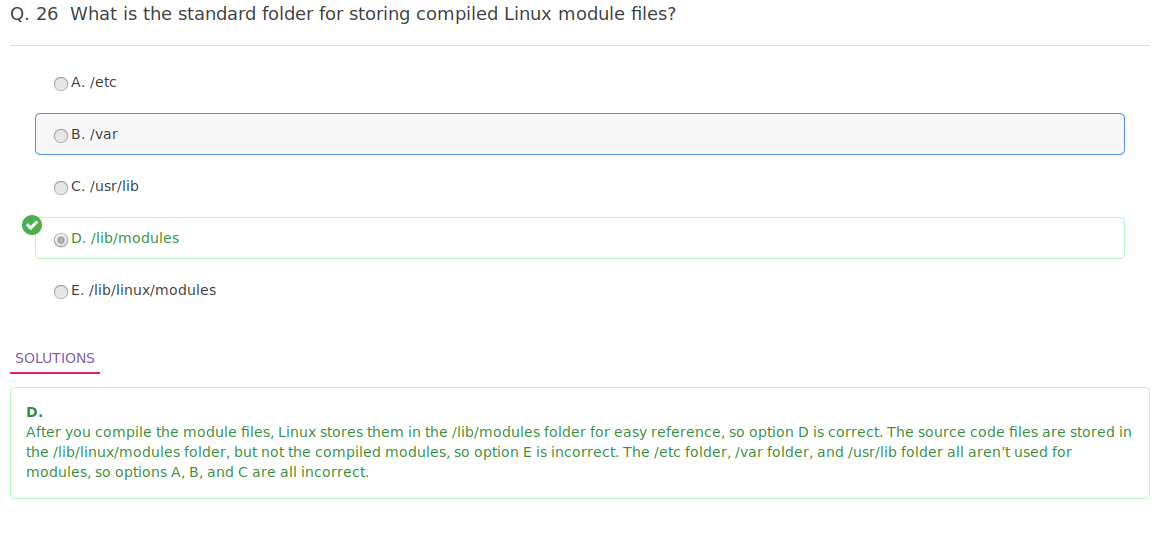 Q. 26 What is the standard folder for storing compiled Linux module files?
A. /etc
B. /var
C. /usr/lib
D. /lib/modules
E. /lib/linux/modules
SOLUTIONS
D.
After you compile the module files, Linux stores them in the /lib/modules folder for easy reference, so option D is correct. The source code files are stored in
the /lib/linux/modules folder, but not the compiled modules, so option E is incorrect. The /etc folder, /var folder, and /usr/lib folder all aren’t used for
modules, so options A, B, and C are all incorrect.